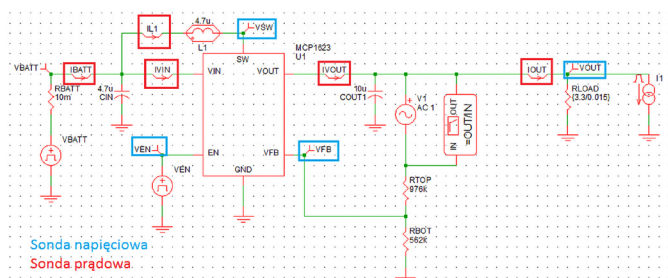 4.7u
IL1
VSW
L1
MCP1623
U1
SW
VBATT
IBATT
IVIN
VIN
VOUT
IVOUT
IOUT
VOUT
RBATT
10m
4.7u
CIN
10u
COUT1
V1
AC 1
OUT
=OUT/IN
IN
RLOAD
{3.3/0.015}
I1
VBATT
VEN
EN
VFB
VFB
VEN
GND
RTOP
976k
RBOT
562k
Sonda napięciowa
Sonda prądowa